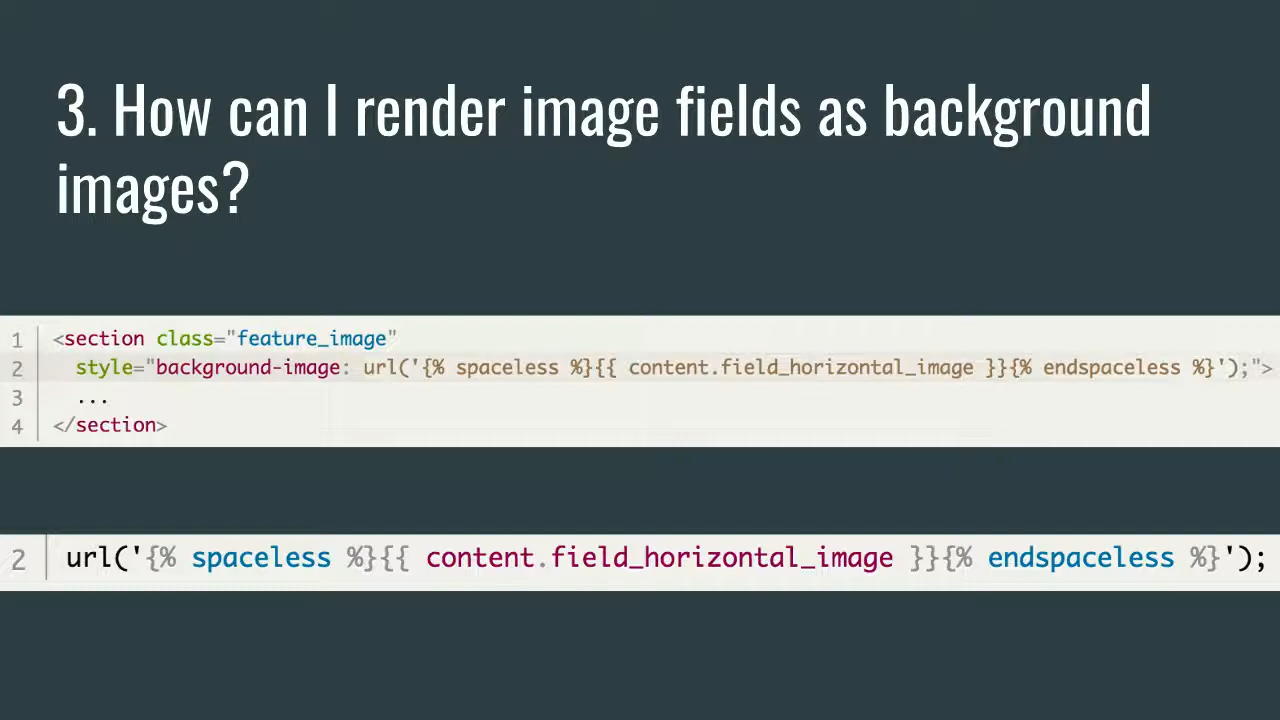 3. How can I render image fields as background
images?
1 <section class="feature_image"
2 style="background-image: url('{% spaceless %}{{ content.field_horizontal_image }}{% endspaceless %}');">
3 ...
4 </section>
2 url('{% spaceless %}{{ content.field_horizontal_image }}{% endspaceless %}');